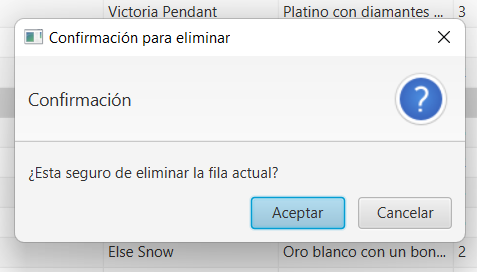 Victoria Pendant Platino con diamantes ... 3
Confirmación para eliminar
Confirmación
?
¿Esta seguro de eliminar la fila actual?
Aceptar Cancelar
Else Snow Oro blanco con un bon... 2